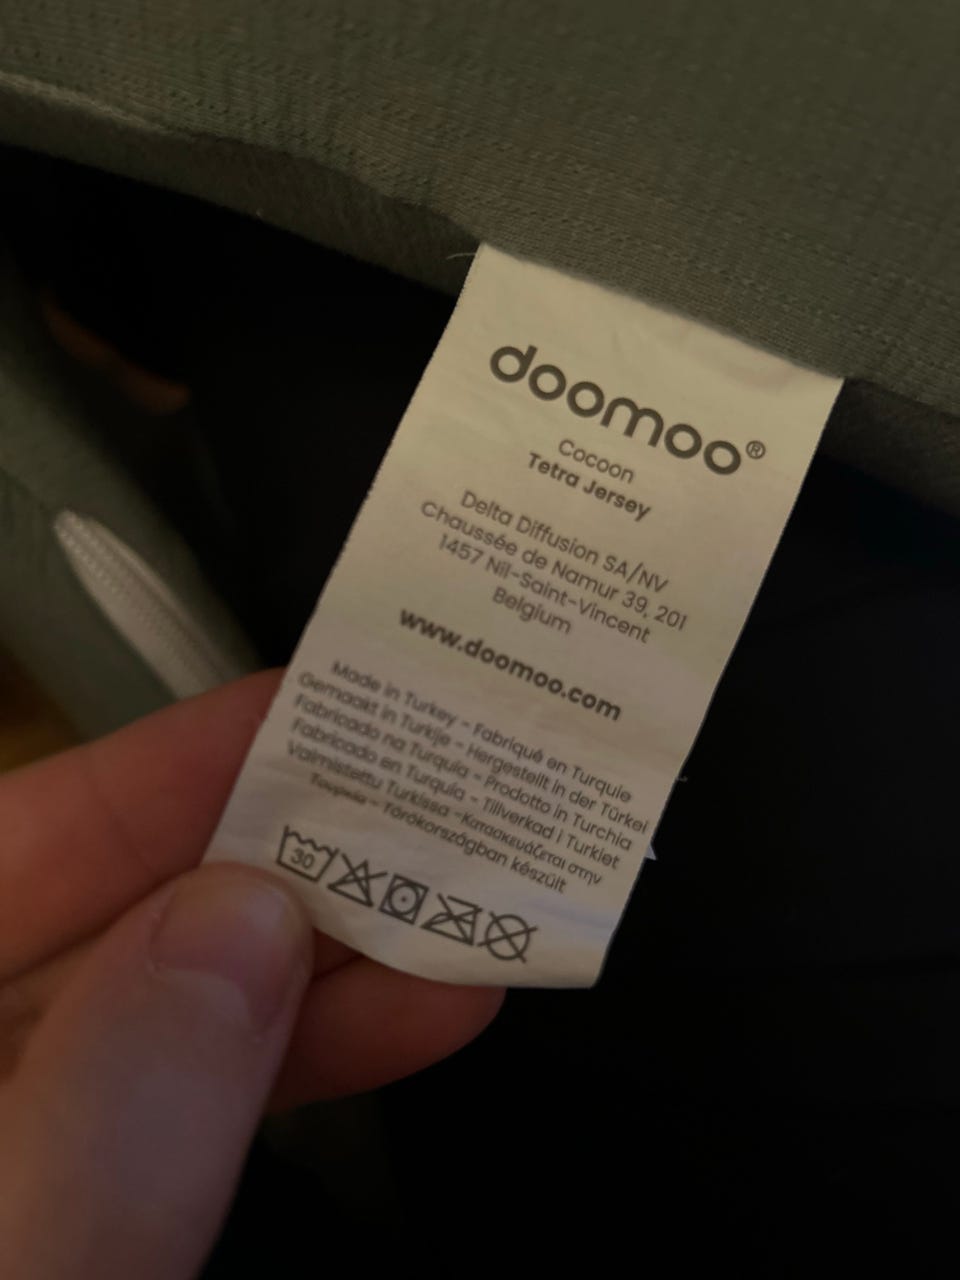 doomoo®
Cocoon
Tetra Jersey
Delta Diffusion SA/NV
Chaussée de Namur 39, 201
1457 Nil-Saint-Vincent
Belgium
www.doomoo.com
Made in Turkey - Fabriqué en Turquie
Gemaakt in Turkije - Hergestellt in der Türkei
Fabricado na Turquia - Prodotto in Turchia
Fabricado en Turquía - Tillverkad i Turkiet
Valmistettu Turkissa -Κατασκευάζεται στην
Τουρκία - Törökországban készült
30